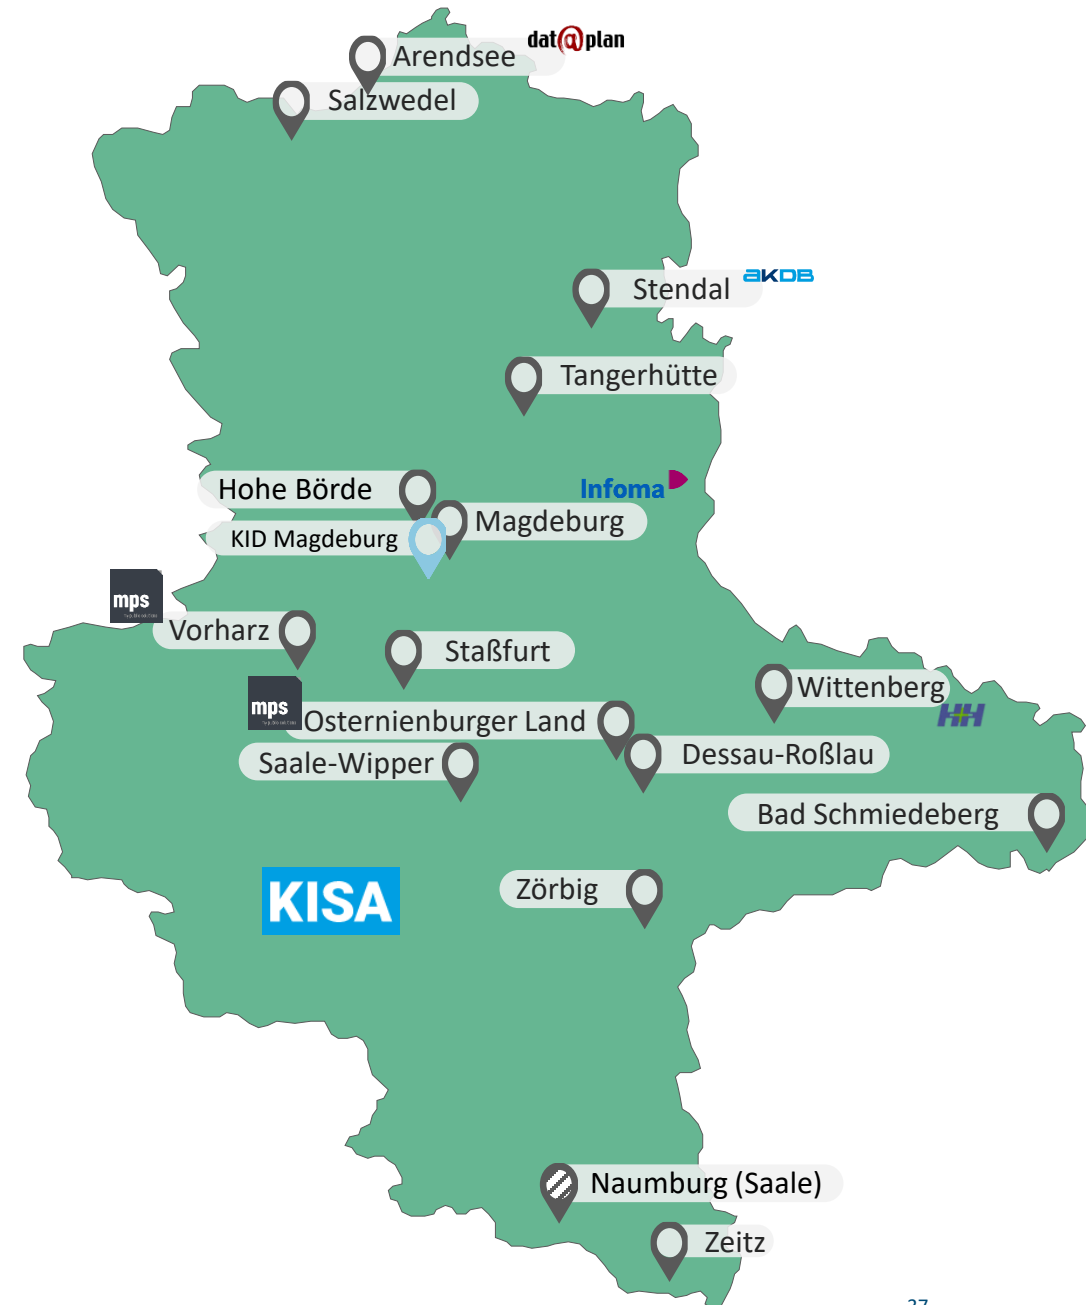 Arendsee
dat@plan
Salzwedel
Stendal
AKDB
Tangerhütte
Hohe Börde
Infoma
Magdeburg
KID Magdeburg
mps
Vorharz
Staßfurt
Wittenberg
mps
H+H
Osternienburger Land
Dessau-Roßlau
Saale-Wipper
Bad Schmiedeberg
KISA
Zörbig
Naumburg (Saale)
Zeitz